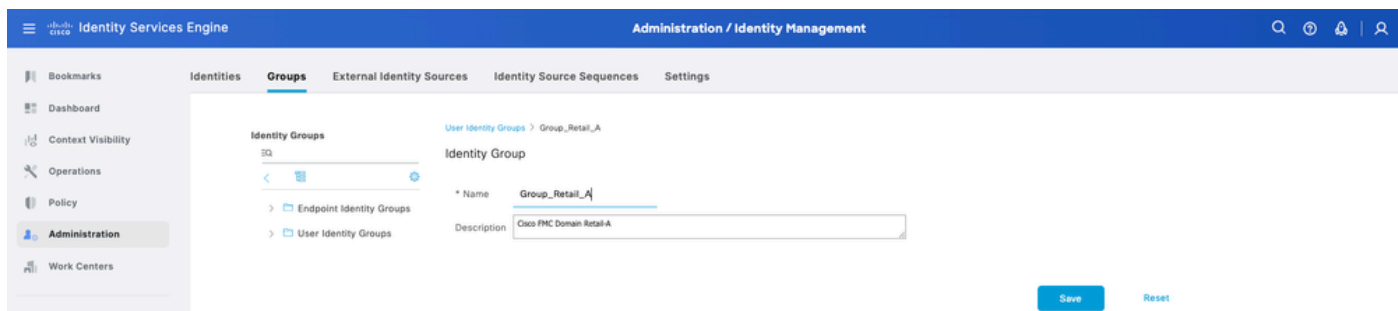 cisco Identity Services Engine
Administration / Identity Management
Bookmarks
Dashboard
Context Visibility
Operations
Policy
Administration
Work Centers
Identities Groups External Identity Sources Identity Source Sequences Settings
Identity Groups
EQ
Endpoint Identity Groups
User Identity Groups
User Identity Groups > Group_Retail_A
Identity Group
* Name Group_Retail_A
Description Cisco FMC Domain Retail-A
Save Reset